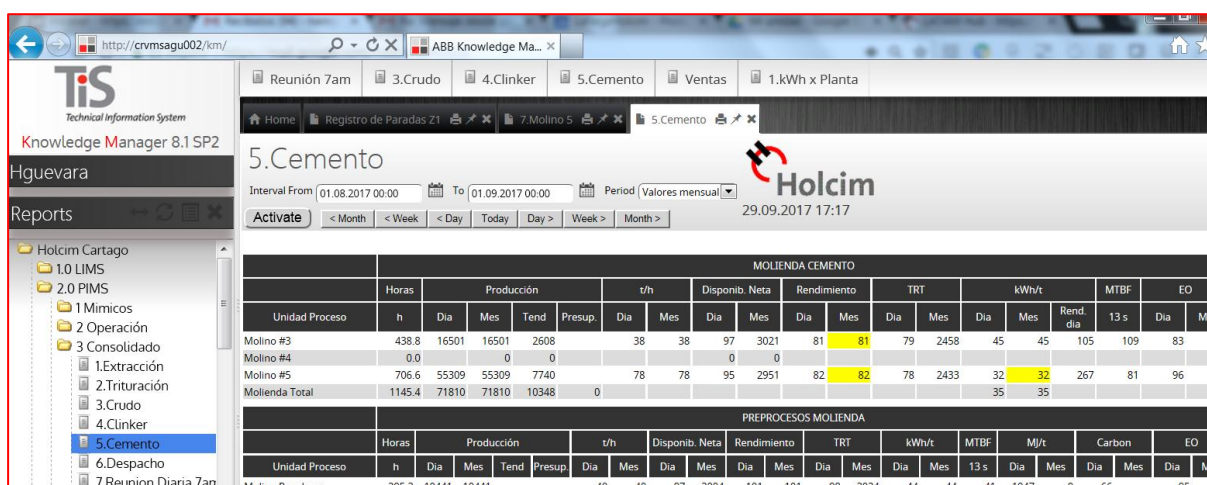 http://crvmsagu002/km/
ABB Knowledge Ma...
TiS
Technical Information System
Knowledge Manager 8.1 SP2
Hguevara
Reports
Holcim Cartago
1.0 LIMS
2.0 PIMS
1 Mimicos
2 Operación
3 Consolidado
1.Extracción
2.Trituración
3.Crudo
4.Clinker
5.Cemento
6.Despacho
7.Reunion Diaria 7am
Reunión 7am 3.Crudo 4.Clinker 5.Cemento Ventas 1.kWh x Planta
Home Registro de Paradas Z1 7.Molino 5 5.Cemento
5.Cemento
Holcim
Interval From 01.08.2017 00:00 To 01.09.2017 00:00 Period Valores mensual
29.09.2017 17:17
Activate < Month < Week < Day Today Day > Week > Month >
MOLIENDA CEMENTO
Horas Producción t/h Disponib. Neta Rendimiento TRT kWh/t MTBF EO
Unidad Proceso h Dia Mes Tend Presup. Dia Mes Dia Mes Dia Mes Dia Mes Dia Mes Rend. dia 13 s Dia M
Molino #3 438.8 16501 16501 2608 38 38 97 3021 81 81 79 2458 45 45 105 109 83
Molino #4 0.0 0 0 0 0
Molino #5 706.6 55309 55309 7740 78 78 95 2951 82 82 78 2433 32 32 267 81 96
Molienda Total 1145.4 71810 71810 10348 0 35 35
PREPROCESOS MOLIENDA
Horas Producción t/h Disponib. Neta Rendimiento TRT kWh/t MTBF MJ/t Carbon EO
Unidad Proceso h Dia Mes Tend Presup. Dia Mes Dia Mes Dia Mes Dia Mes Dia Mes 13 s Dia Mes Dia Mes Dia M